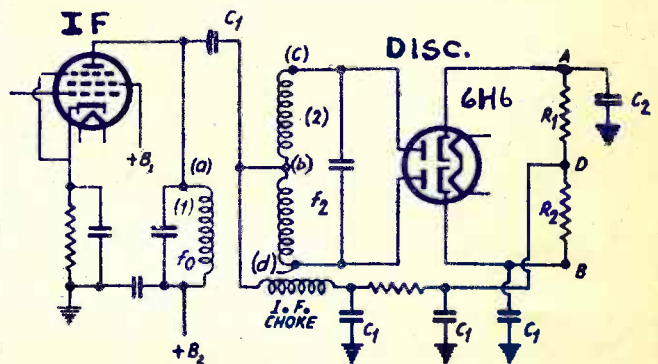 IF
C1
(C)
DISC.
A
6H6
(2)
R1
C2
+B1
(a)
(b)
D
(1)
f2
R2
f0
(d)
B
I.F.
CHOKE
C1
C1
C1
+B2